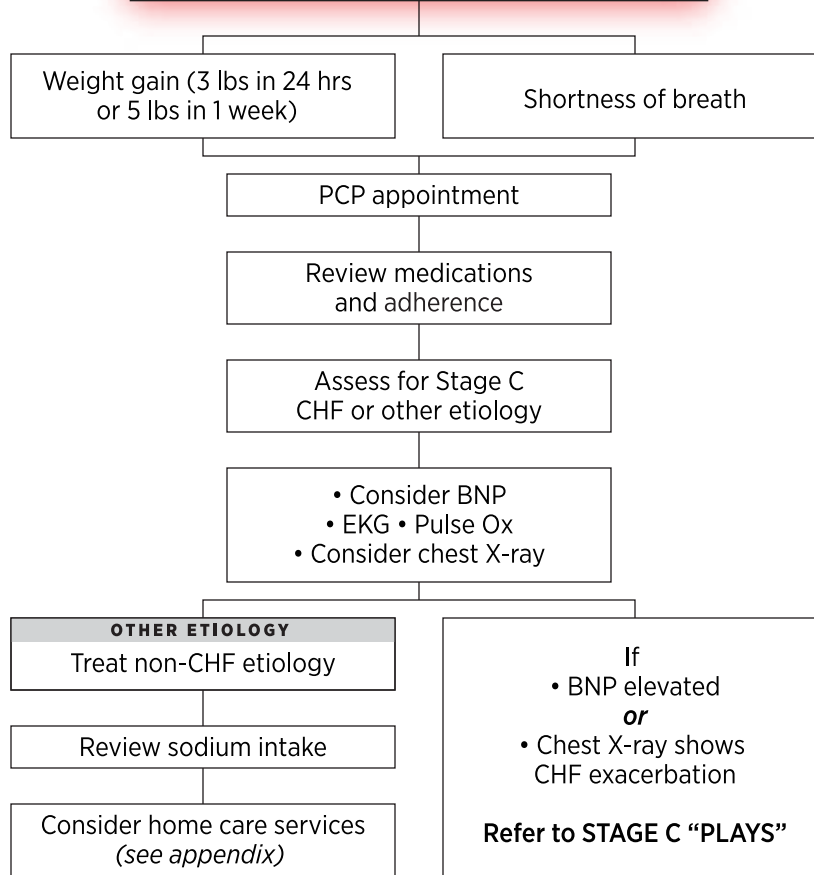 Weight gain (3 lbs in 24 hrs
or 5 lbs in 1 week)
Shortness of breath
PCP appointment
Review medications
and adherence
Assess for Stage C
CHF or other etiology
• Consider BNP
• EKG • Pulse Ox
• Consider chest X-ray
OTHER ETIOLOGY
Treat non-CHF etiology
Review sodium intake
Consider home care services
(see appendix)
If
• BNP elevated
or
• Chest X-ray shows
CHF exacerbation
Refer to STAGE C “PLAYS”